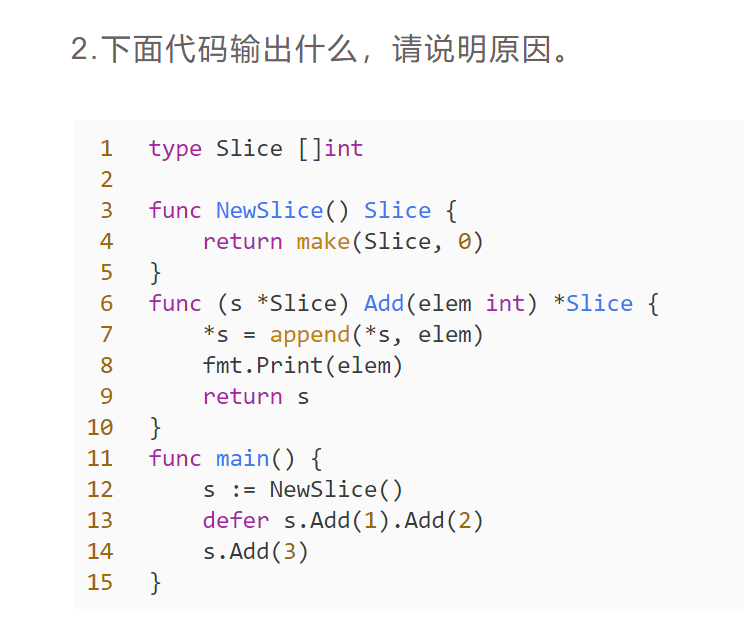 2.下面代码输出什么，请说明原因。
1 type Slice []int
2
3 func NewSlice() Slice {
4     return make(Slice, 0)
5 }
6 func (s *Slice) Add(elem int) *Slice {
7     *s = append(*s, elem)
8     fmt.Print(elem)
9     return s
10 }
11 func main() {
12     s := NewSlice()
13     defer s.Add(1).Add(2)
14     s.Add(3)
15 }